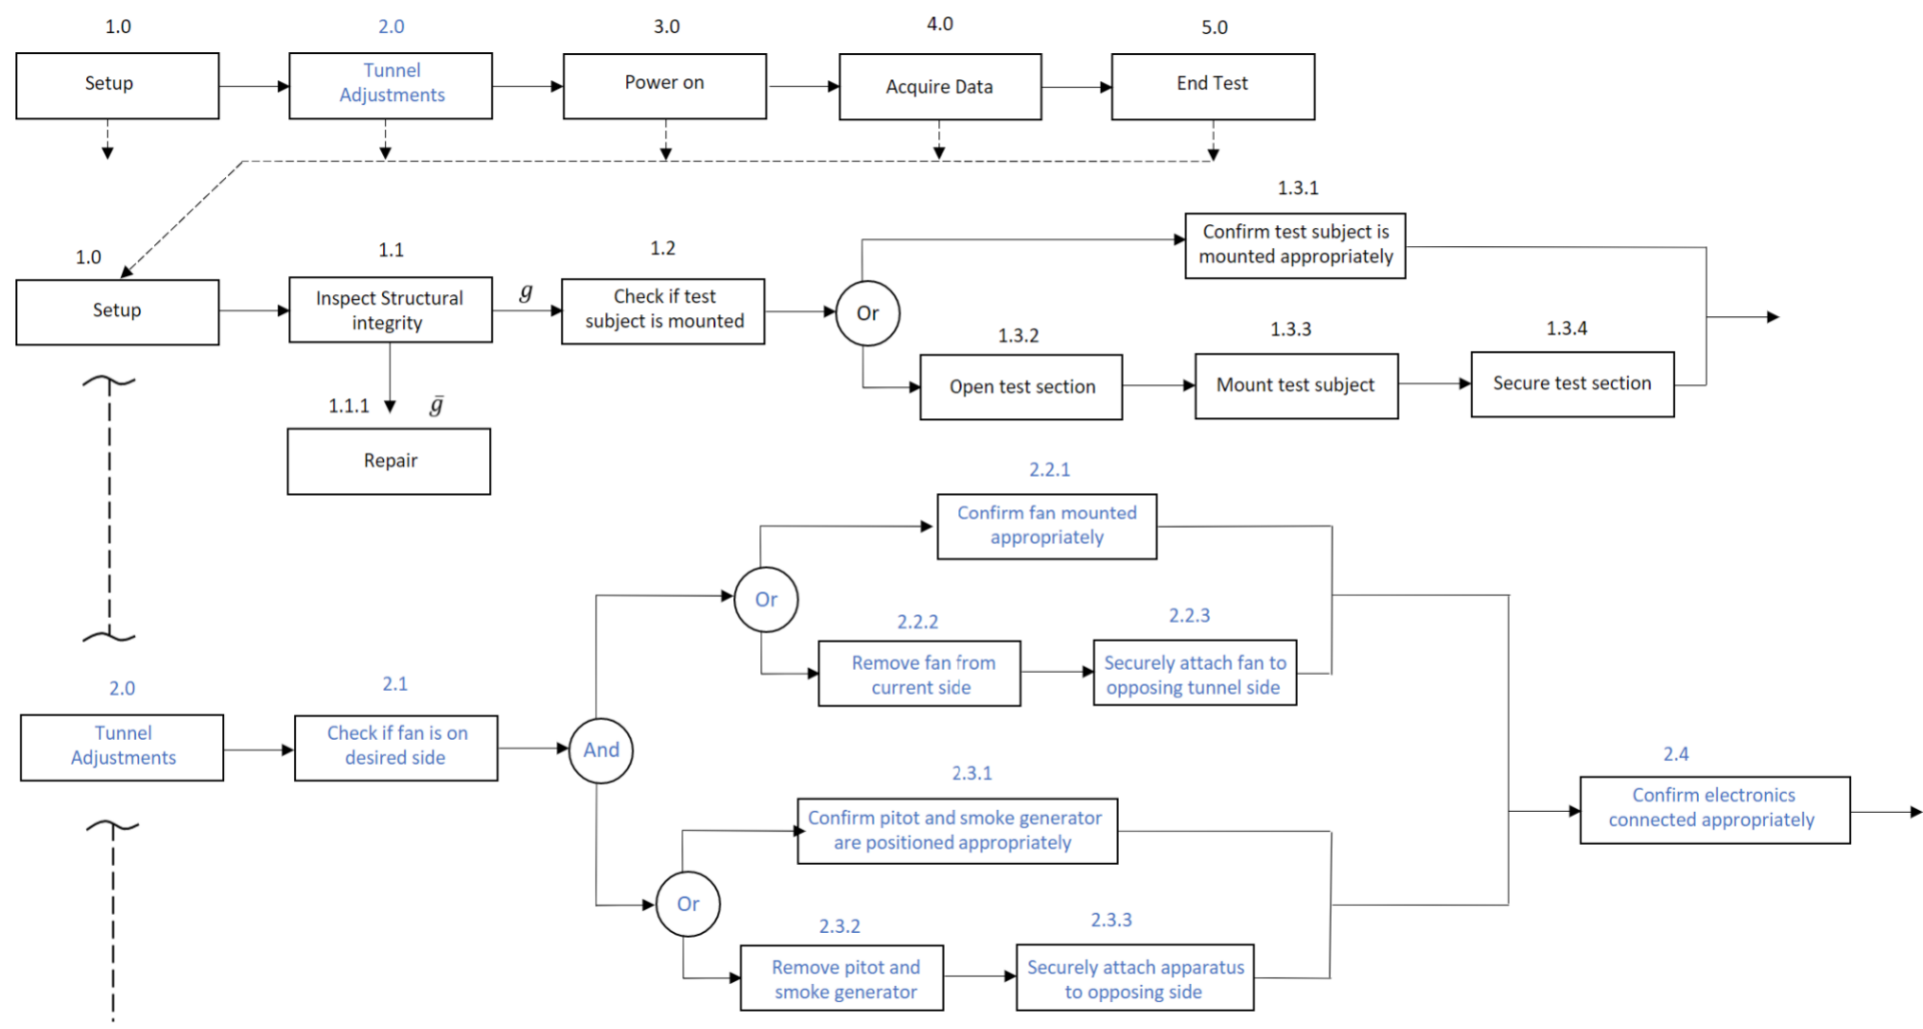 1.0
2.0
3.0
4.0
5.0
Setup
Tunnel
Adjustments
Power on
Acquire Data
End Test
1.0
Setup
1.1
Inspect Structural
integrity
g
1.1.1
g̅
Repair
1.2
Check if test
subject is mounted
Or
1.3.1
Confirm test subject is
mounted appropriately
1.3.2
Open test section
1.3.3
Mount test subject
1.3.4
Secure test section
2.0
Tunnel
Adjustments
2.1
Check if fan is on
desired side
And
Or
2.2.1
Confirm fan mounted
appropriately
2.2.2
Remove fan from
current side
2.2.3
Securely attach fan to
opposing tunnel side
Or
2.3.1
Confirm pitot and smoke generator
are positioned appropriately
2.3.2
Remove pitot and
smoke generator
2.3.3
Securely attach apparatus
to opposing side
2.4
Confirm electronics
connected appropriately